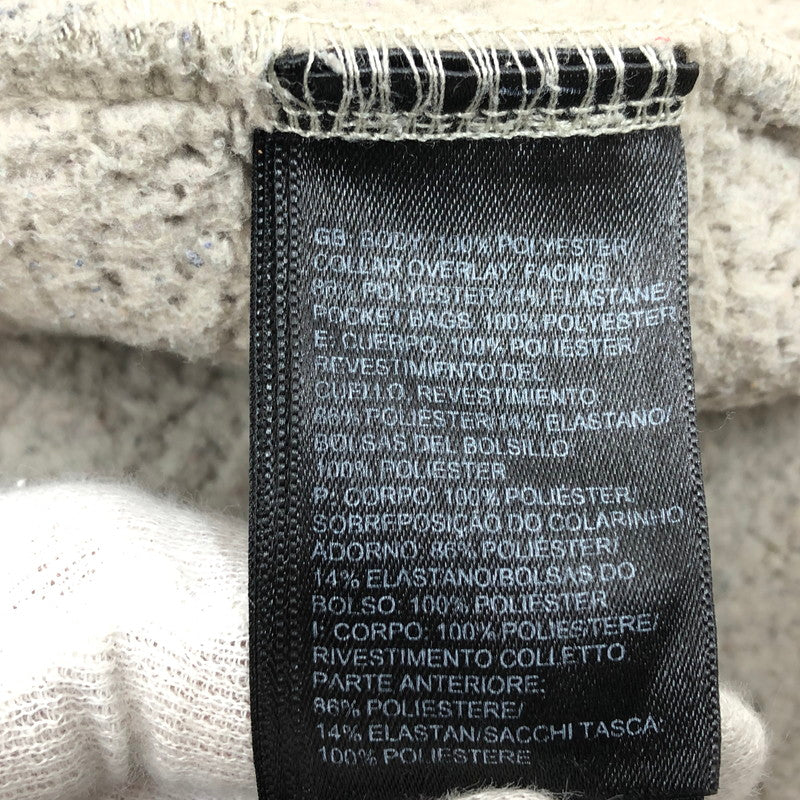 GB: BODY: 100% POLYESTER/
COLLAR OVERLAY, FACING:
86% POLYESTER/14% ELASTANE/
POCKET BAGS: 100% POLYESTER
E: CUERPO: 100% POLIESTER/
REVESTIMIENTO DEL
CUELLO, REVESTIMIENTO:
86% POLIESTER/14% ELASTANO/
BOLSAS DEL BOLSILLO
100% POLIESTER
P: CORPO: 100% POLIÉSTER/
SOBREPOSIÇÃO DO COLARINHO,
ADORNO: 86% POLIÉSTER/
14% ELASTANO/BOLSAS DO
BOLSO: 100% POLIÉSTER
I: CORPO: 100% POLIESTERE/
RIVESTIMENTO COLLETTO
PARTE ANTERIORE:
86% POLIESTERE/
14% ELASTAN/SACCHI TASCA:
100% POLIESTERE